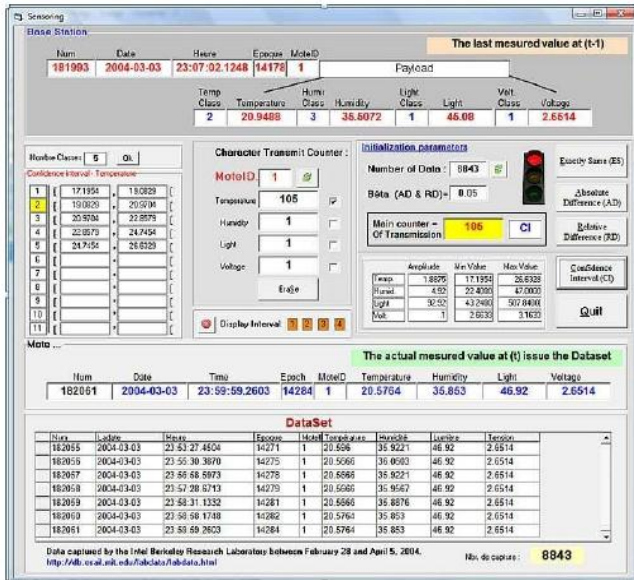 Sensoring
Base Station
The last mesured value at (t-1)
Num Date Heure Epoque MoteID
181993 2004-03-03 23:07:02.1248 14178 1 Payload
Temp Class Temperature Humi Class Humidity Light Class Light Volt. Class Voltage
2 20.9488 3 35.5072 1 45.08 1 2.6514
Nombre Classes 5 Ok
Confidence interval - Temperature
1 [ 17.1954 , 19.0829 [
2 [ 19.0829 , 20.9704 [
3 [ 20.9704 , 22.8579 [
4 [ 22.8579 , 24.7454 [
5 [ 24.7454 , 26.6329 [
6 [ , [
7 [ , [
8 [ , [
9 [ , [
10 [ , [
11 [ , [
Character Transmit Counter :
MoteID. 1
Temperature 105
Humidity 1
Light 1
Voltage 1
Erase
Display Interval 1 2 3 4
Initialization parameters
Number of Data : 8843
Bêta (AD & RD)= 0.05
Main counter = Of Transmission 105 CI
Amplitude Min Value Max Value
Temp. 1.8875 17.1954 26.6329
Humid. 4.92 22.4000 47.0000
Light 92.92 43.2400 507.8400
Volt. .1 2.6630 3.1630
Exactly Same (ES)
Absolute Difference (AD)
Relative Difference (RD)
Confidence Interval (CI)
Quit
Mote ...
The actual mesured value at (t) issue the Dataset
Num Date Time Epoch MoteID Temperature Humidity Light Voltage
182061 2004-03-03 23:59:59.2603 14284 1 20.5764 35.853 46.92 2.6514
DataSet
Num Ladate Heure Epoque MoteI Température Humidité Lumière Tension
182055 2004-03-03 23:53:27.4504 14271 1 20.596 35.9221 46.92 2.6514
182056 2004-03-03 23:55:30.3870 14275 1 20.5866 36.0603 46.92 2.6514
182057 2004-03-03 23:56:58.5973 14278 1 20.5866 35.9221 46.92 2.6514
182058 2004-03-03 23:57:28.6713 14279 1 20.5866 35.9567 46.92 2.6514
182059 2004-03-03 23:58:31.1332 14281 1 20.5866 35.8876 46.92 2.6514
182060 2004-03-03 23:58:58.1748 14282 1 20.5764 35.853 46.92 2.6514
182061 2004-03-03 23:59:59.2603 14284 1 20.5764 35.853 46.92 2.6514
Data captured by the Intel Berkeley Research Laboratory between February 28 and April 5, 2004.
http://db.csail.mit.edu/labdata/labdata.html
Nbr. de capture : 8843